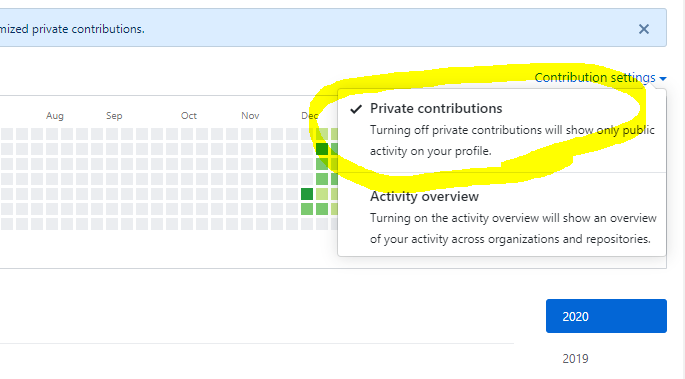 mized private contributions.
Contribution settings
Aug Sep Oct Nov Dec
Private contributions
Turning off private contributions will show only public
activity on your profile.
Activity overview
Turning on the activity overview will show an overview
of your activity across organizations and repositories.
2020
2019